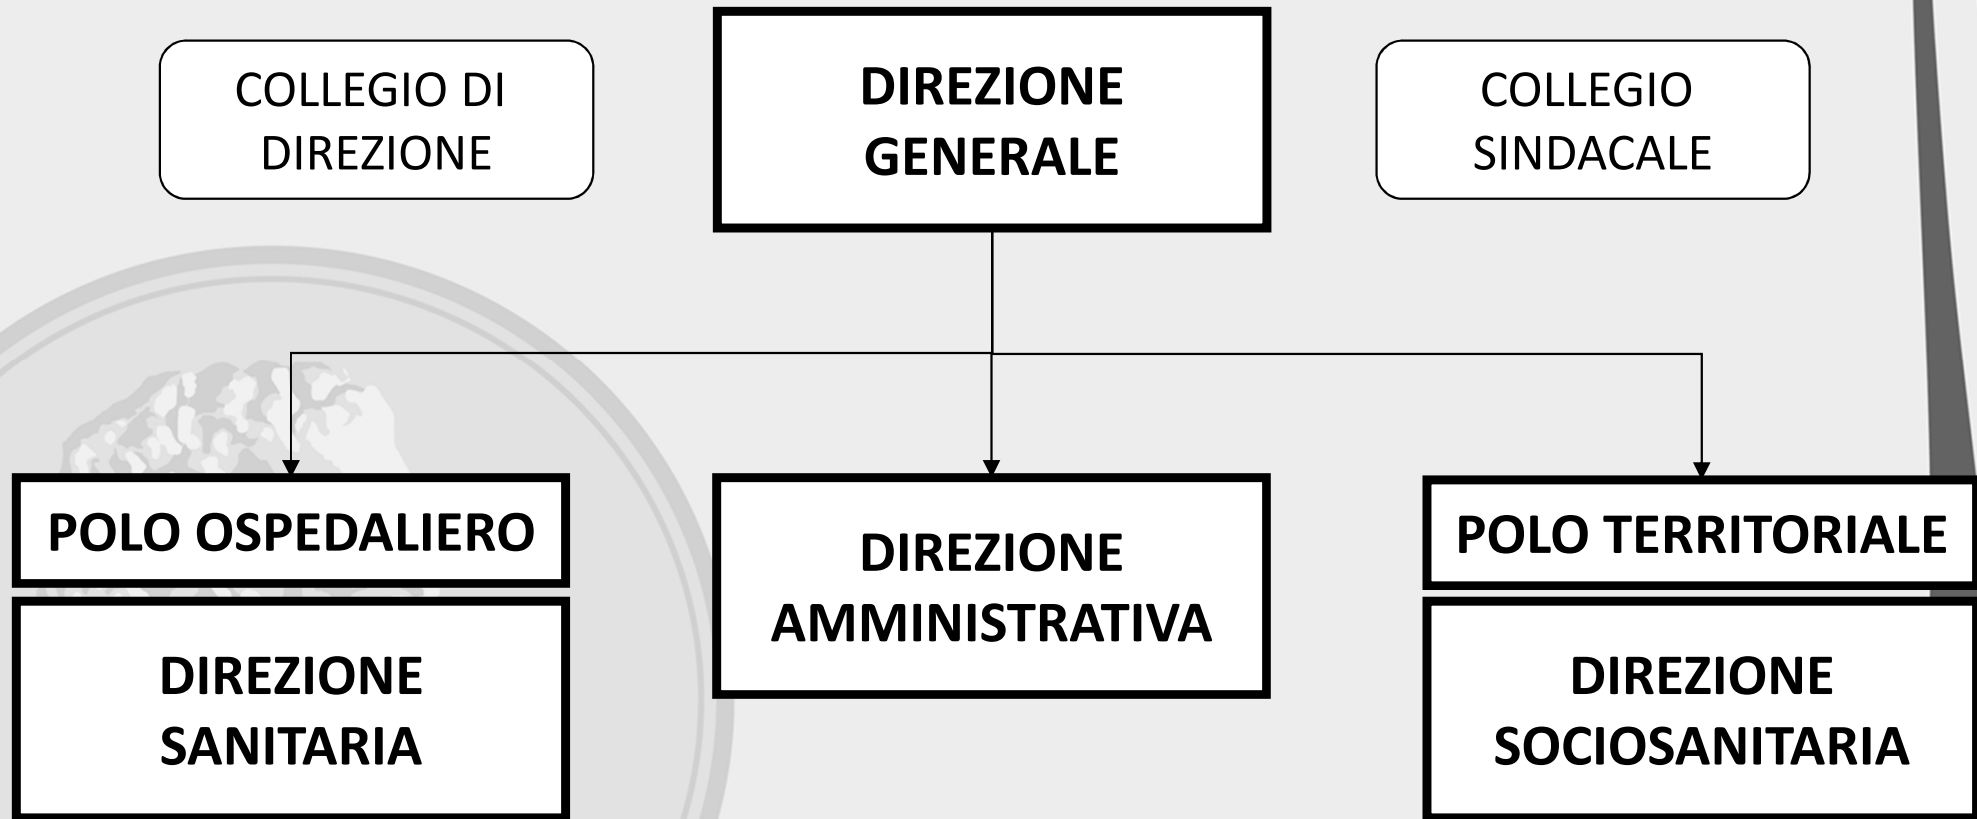 COLLEGIO DI
DIREZIONE
DIREZIONE
GENERALE
COLLEGIO
SINDACALE
POLO OSPEDALIERO
DIREZIONE
SANITARIA
DIREZIONE
AMMINISTRATIVA
POLO TERRITORIALE
DIREZIONE
SOCIOSANITARIA